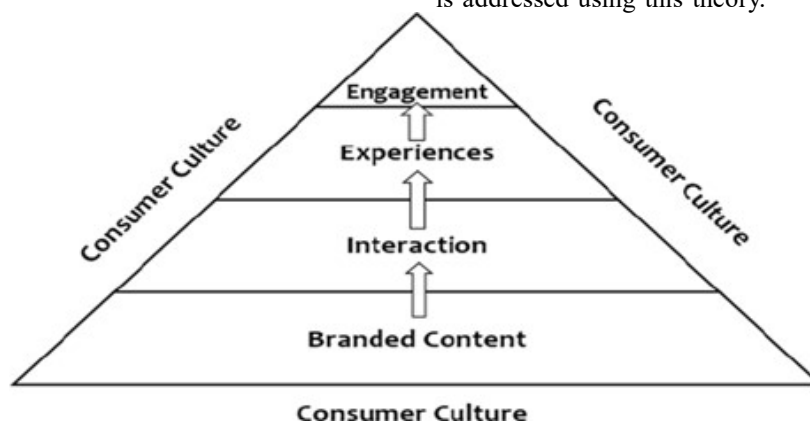 is addressed using this theory.
Engagement
Experiences
Interaction
Branded Content
Consumer Culture
Consumer Culture
Consumer Culture